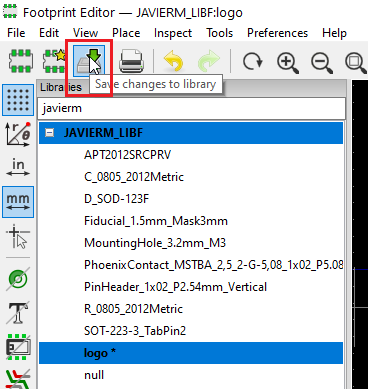 Footprint Editor — JAVIERM_LIBF:logo
File Edit View Place Inspect Tools Preferences Help
Save changes to library
Libraries
javierm
JAVIERM_LIBF
APT2012SRCPRV
C_0805_2012Metric
D_SOD-123F
Fiducial_1.5mm_Mask3mm
MountingHole_3.2mm_M3
PhoenixContact_MSTBA_2,5_2-G-5,08_1x02_P5.08
PinHeader_1x02_P2.54mm_Vertical
R_0805_2012Metric
SOT-223-3_TabPin2
logo *
null
r θ
in
mm
T